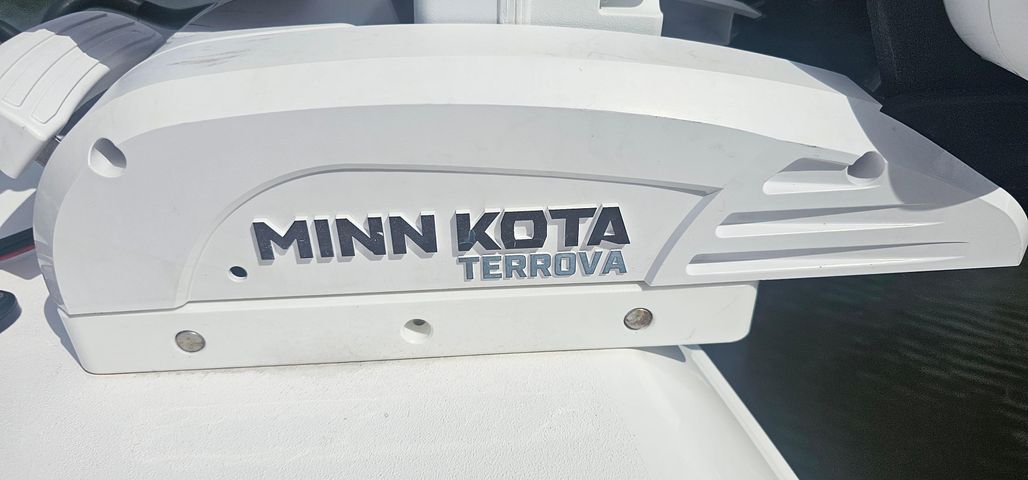 MINN KOTA
TERROVA